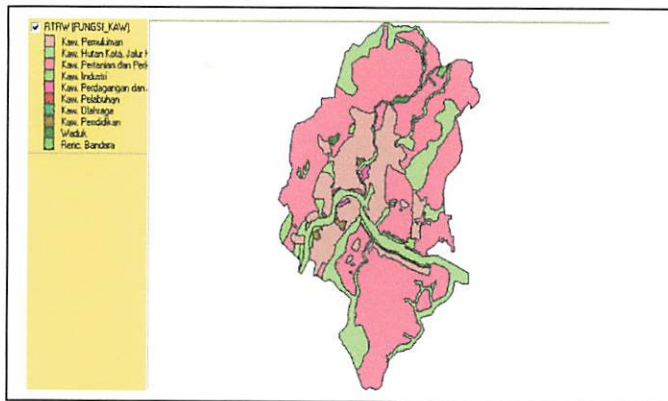 RTRW (FUNGSI_KAW)
Kaw. Pemukiman
Kaw. Hutan Kota, Jalur H
Kaw. Pertanian dan Perk
Kaw. Industri
Kaw. Perdagangan dan
Kaw. Pelabuhan
Kaw. Olahraga
Kaw. Pendidikan
Waduk
Renc. Bandara